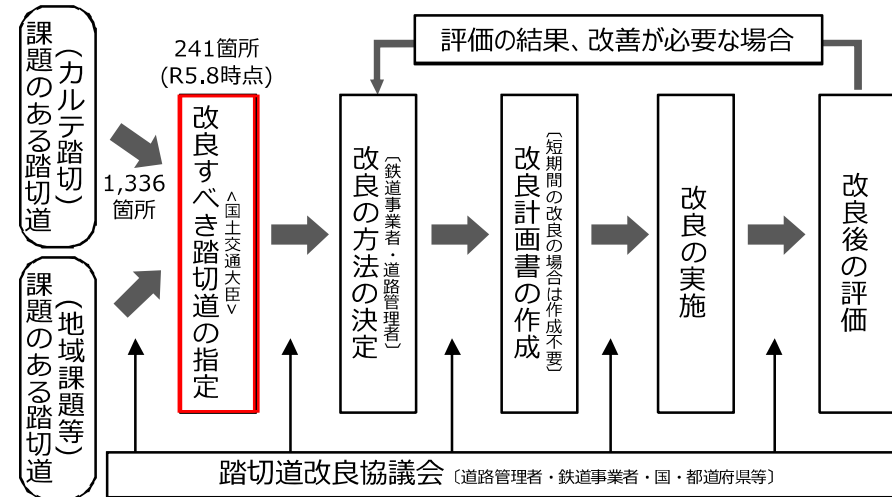 課題のある踏切道
（カルテ踏切）
1,336
箇所
課題のある踏切道
（地域課題等）
241箇所
(R5.8時点)
改良すべき踏切道の指定
<国土交通大臣>
評価の結果、改善が必要な場合
改良の方法の決定
〔鉄道事業者・道路管理者〕
改良計画書の作成
〔短期間の改良の場合は作成不要〕
改良の実施
改良後の評価
踏切道改良協議会〔道路管理者・鉄道事業者・国・都道府県等〕